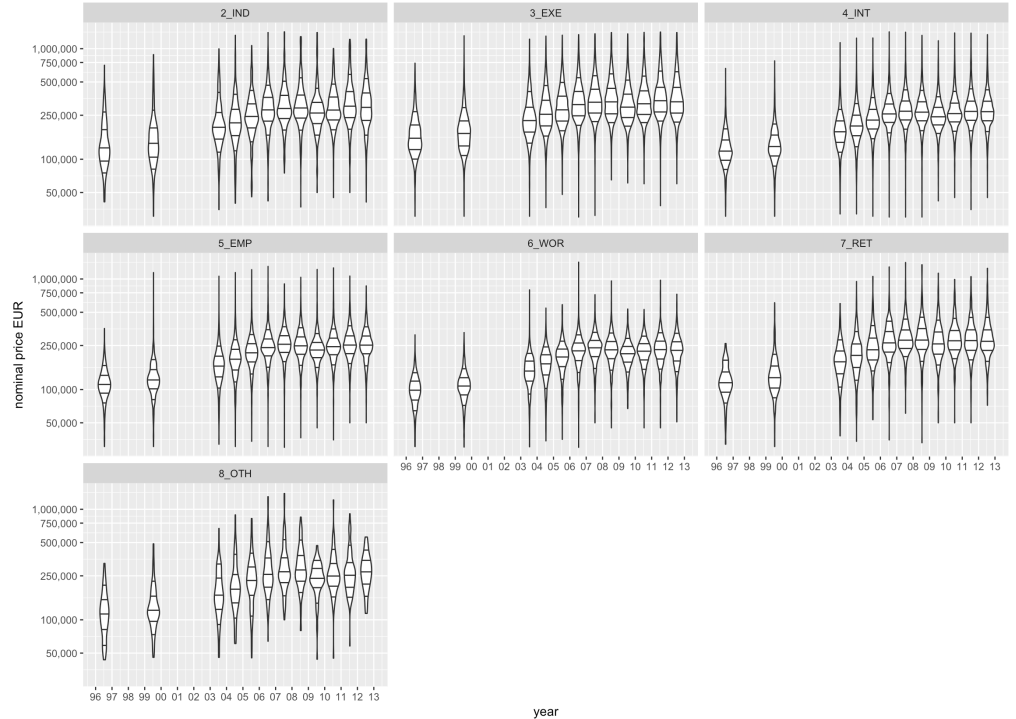 2_IND 3_EXE 4_INT
1,000,000
750,000
500,000
250,000
100,000
50,000
5_EMP 6_WOR 7_RET
1,000,000
750,000
500,000
250,000
100,000
50,000
96 97 98 99 00 01 02 03 04 05 06 07 08 09 10 11 12 13 96 97 98 99 00 01 02 03 04 05 06 07 08 09 10 11 12 13
8_OTH
1,000,000
750,000
500,000
250,000
100,000
50,000
96 97 98 99 00 01 02 03 04 05 06 07 08 09 10 11 12 13
nominal price EUR
year